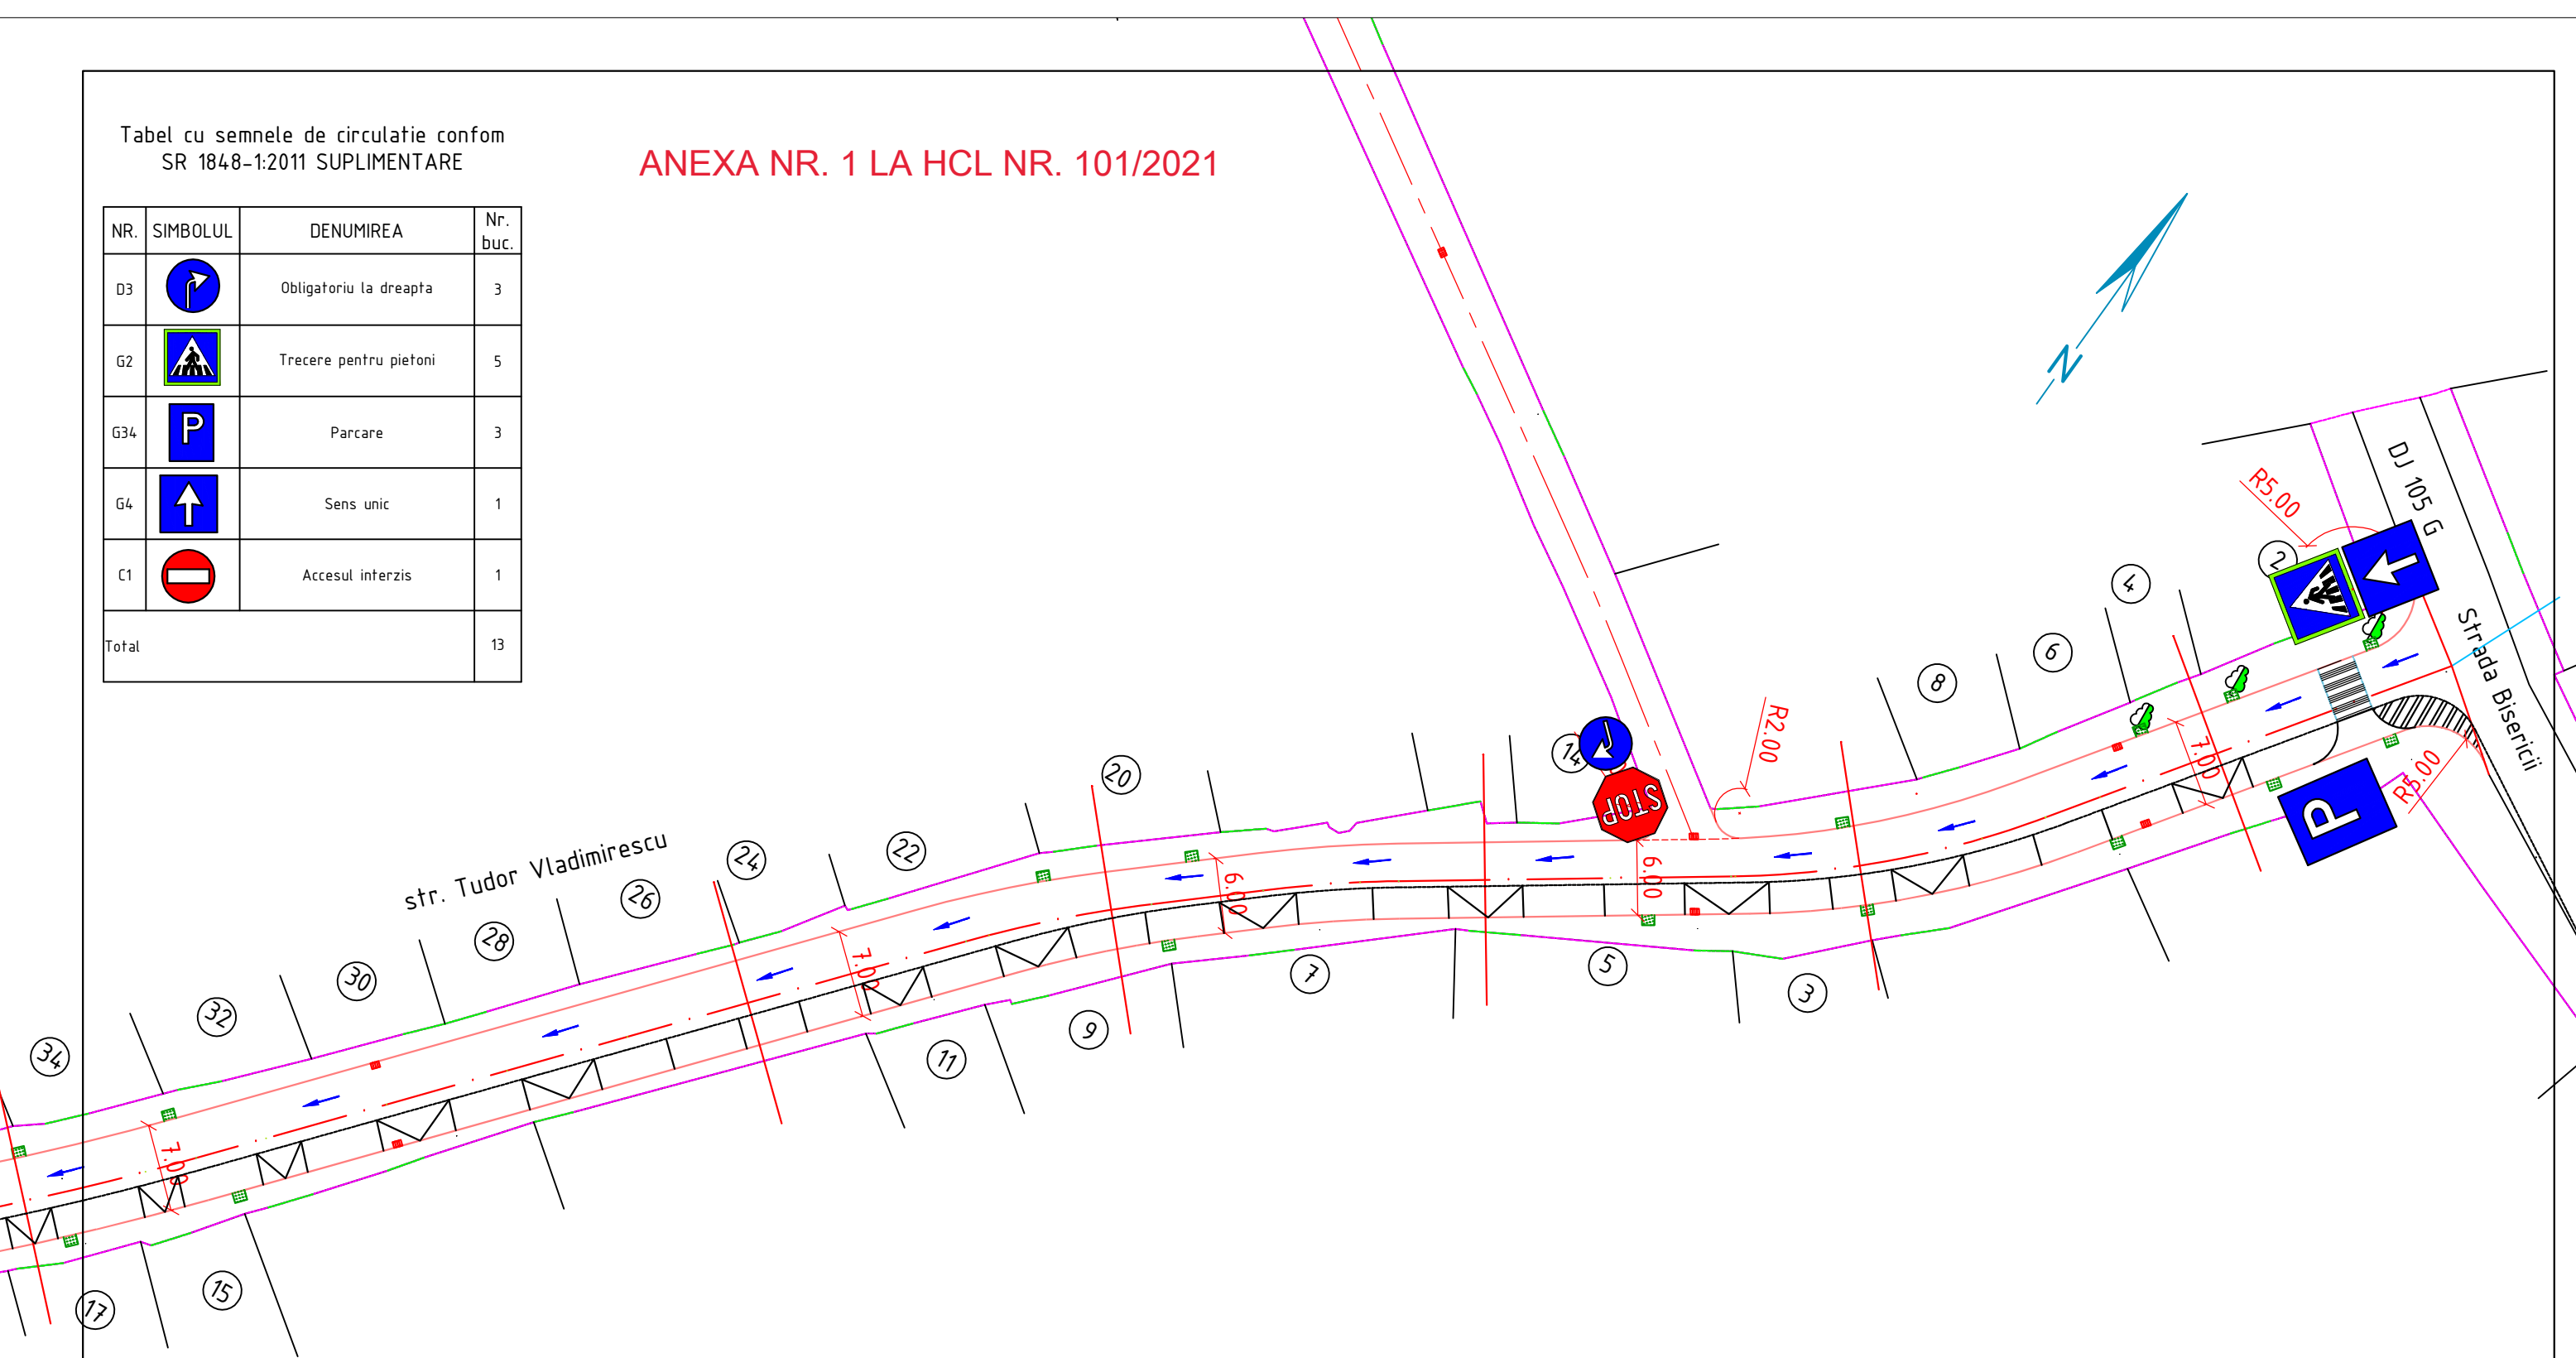 Tabel cu semnele de circulatie confom
SR 1848-1:2011 SUPLIMENTARE
ANEXA NR. 1 LA HCL NR. 101/2021
NR. SIMBOLUL DENUMIREA Nr. buc.
D3 Obligatoriu la dreapta 3
G2 Trecere pentru pietoni 5
G34 P Parcare 3
G4 Sens unic 1
C1 Accesul interzis 1
Total 13
N
DJ 105 G
R5.00
2
4
6
8
Strada Bisericii
R2.00
14
STOP
7.00
R5.00
P
20
22
24
str. Tudor Vladimirescu
26
28
30
32
34
6.00
6.00
7.00
7.00
3
5
7
9
11
15
17